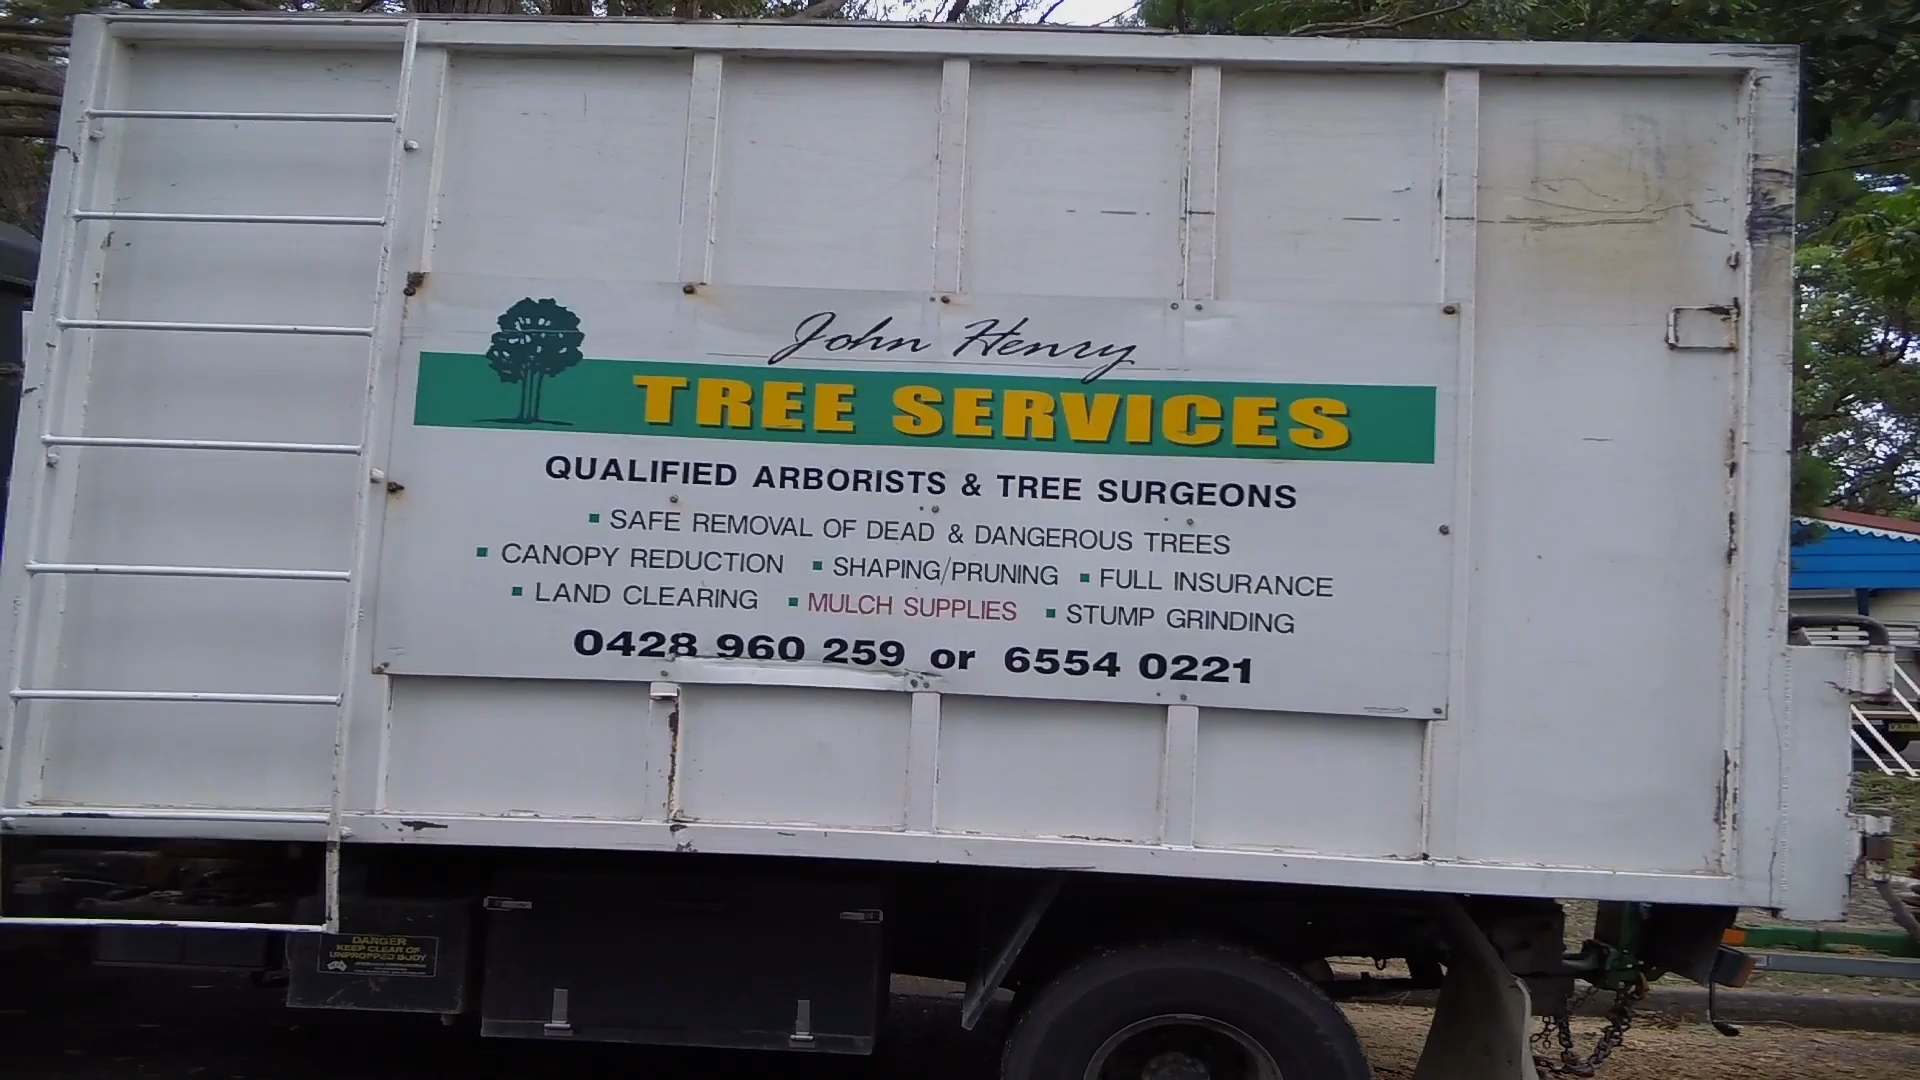 John Henry
TREE SERVICES
QUALIFIED ARBORISTS & TREE SURGEONS
▪ SAFE REMOVAL OF DEAD & DANGEROUS TREES
▪ CANOPY REDUCTION ▪ SHAPING/PRUNING ▪ FULL INSURANCE
▪ LAND CLEARING ▪ MULCH SUPPLIES ▪ STUMP GRINDING
0428 960 259 or 6554 0221
DANGER
KEEP CLEAR OF
UNPROPPED BODY